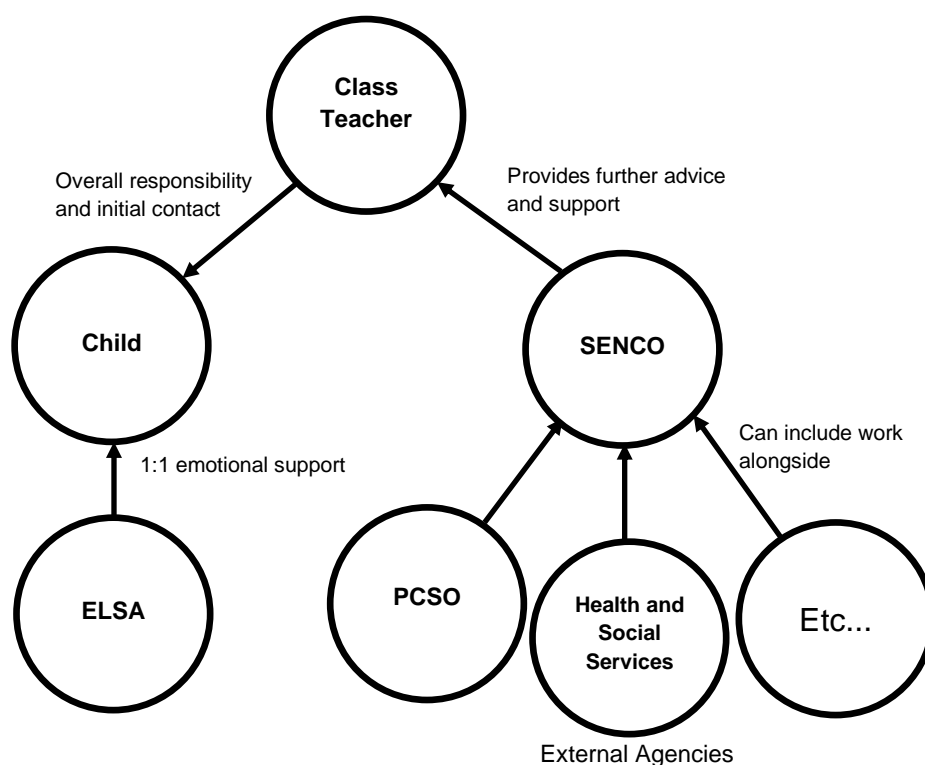 Class
Teacher
Overall responsibility
and initial contact
Provides further advice
and support
Child
SENCO
1:1 emotional support
Can include work
alongside
ELSA
PCSO
Health and
Social
Services
Etc...
External Agencies